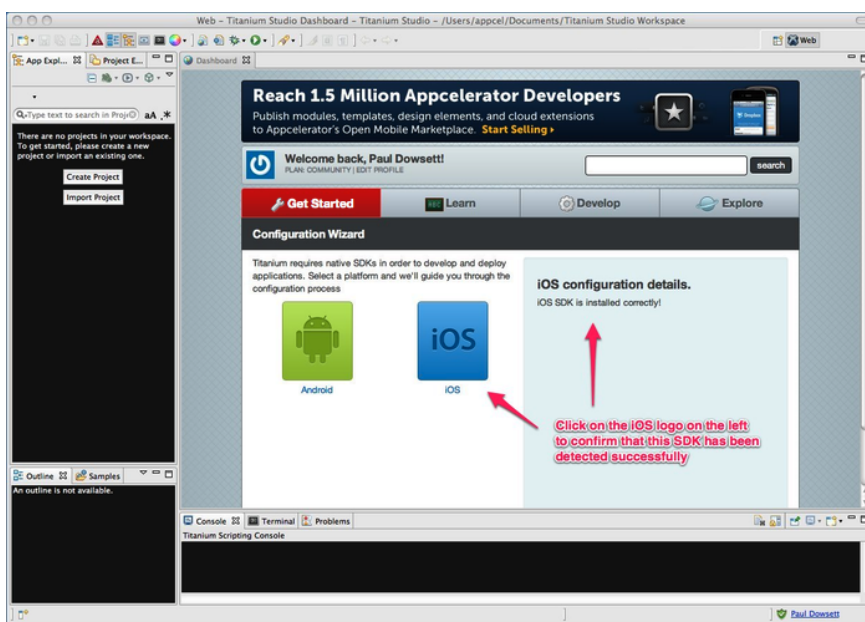 Web – Titanium Studio Dashboard – Titanium Studio – /Users/appcel/Documents/Titanium Studio Workspace
Web
App Expl...
Project E...
Dashboard
Type text to search in Proj
aA .*
There are no projects in your workspace.
To get started, please create a new
project or import an existing one.
Create Project
Import Project
Reach 1.5 Million Appcelerator Developers
Publish modules, templates, design elements, and cloud extensions
to Appcelerator's Open Mobile Marketplace. Start Selling ›
Welcome back, Paul Dowsett!
PLAN: COMMUNITY | EDIT PROFILE
search
Get Started
Learn
Develop
Explore
Configuration Wizard
Titanium requires native SDKs in order to develop and deploy
applications. Select a platform and we'll guide you through the
configuration process
iOS
Android
iOS
iOS configuration details.
iOS SDK is installed correctly!
Click on the iOS logo on the left
to confirm that this SDK has been
detected successfully
Outline
Samples
An outline is not available.
Console
Terminal
Problems
Titanium Scripting Console
Paul Dowsett